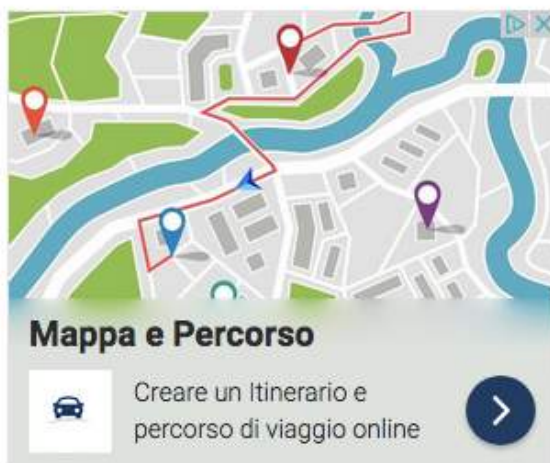 Mappa e Percorso
Creare un Itinerario e
percorso di viaggio online